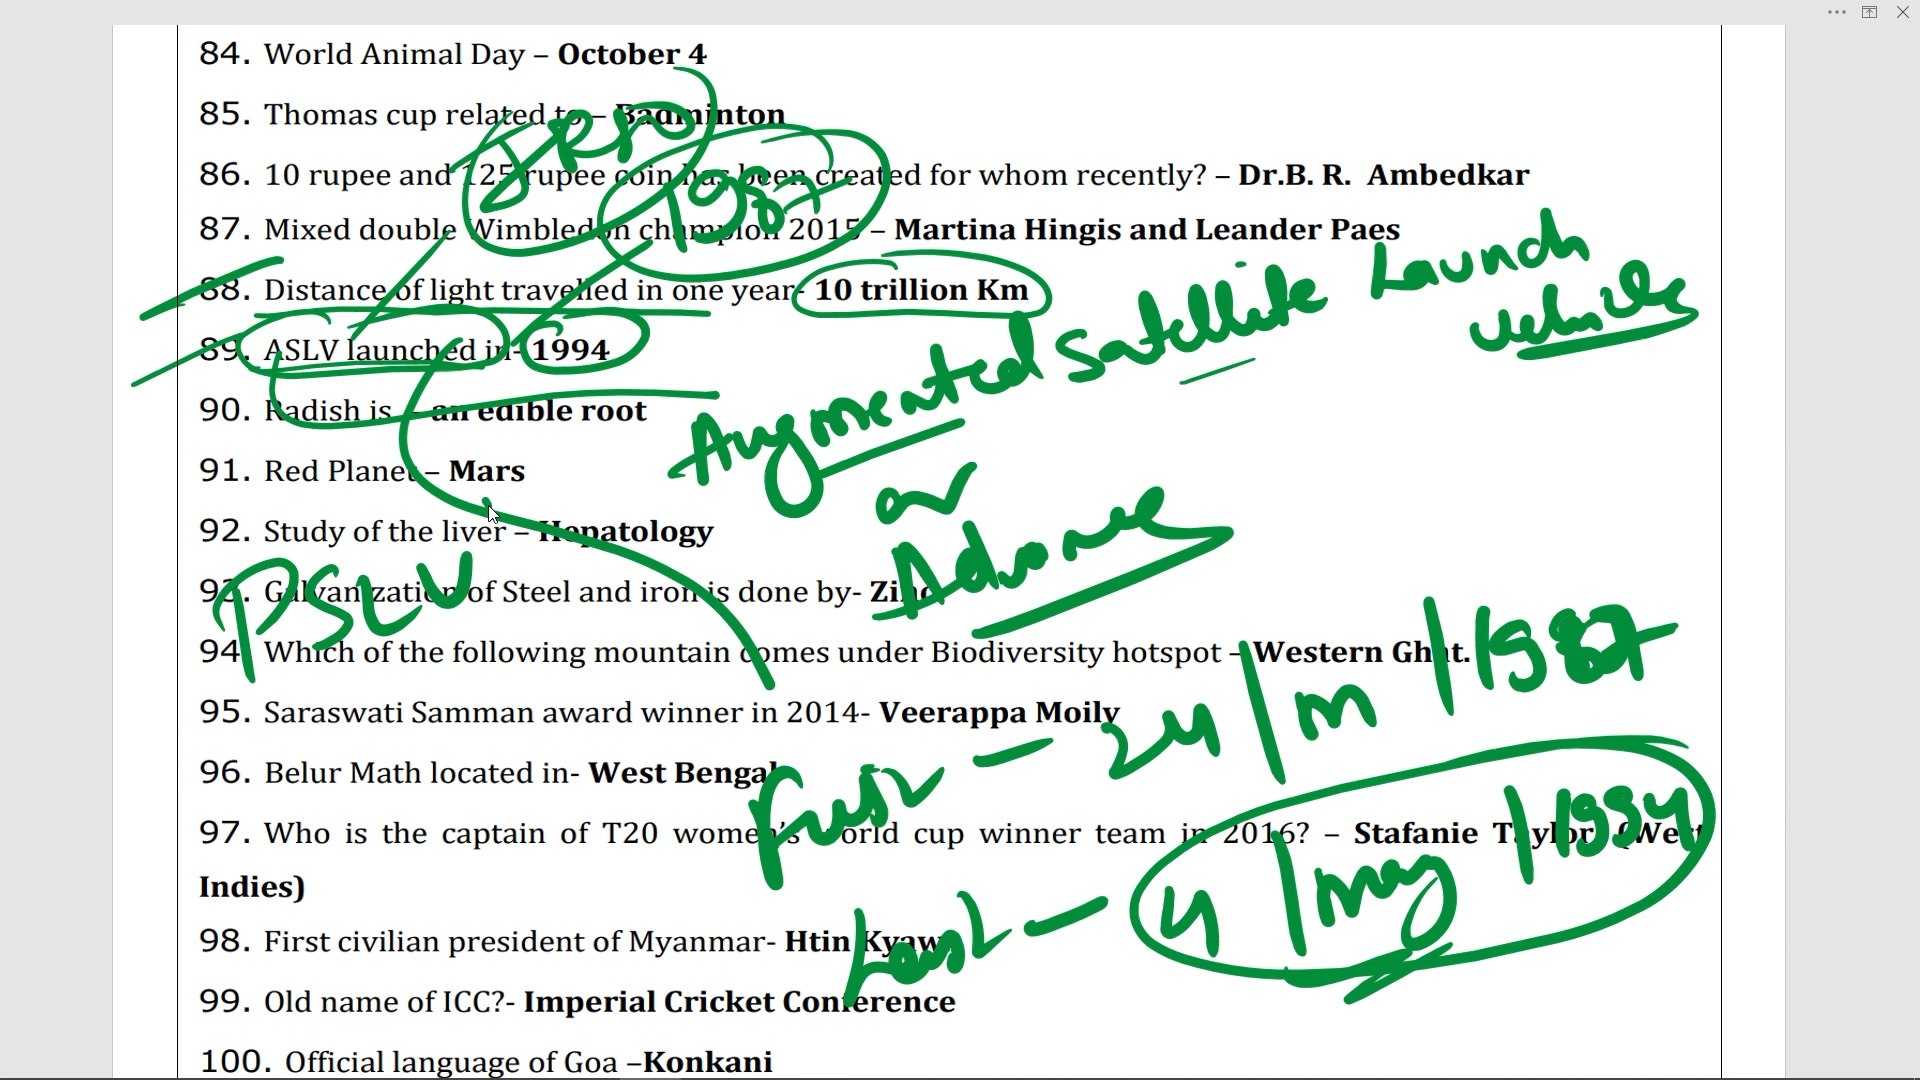 84. World Animal Day – October 4
85. Thomas cup related to – Badminton
ISRO
86. 10 rupee and 125 rupee coin has been created for whom recently? – Dr.B. R. Ambedkar
1987
87. Mixed double Wimbledon champion 2015 – Martina Hingis and Leander Paes
88. Distance of light travelled in one year- 10 trillion Km
89. ASLV launched in- 1994
Augmented Satellite Launch
vehicle
90. Radish is – an edible root
91. Red Planet – Mars
or
92. Study of the liver – Hepatology
Advance
PSLV
93. Galvanization of Steel and iron is done by- Zinc
94. Which of the following mountain comes under Biodiversity hotspot – Western Ghat.
95. Saraswati Samman award winner in 2014- Veerappa Moily
24/m/1987
96. Belur Math located in- West Bengal
First –
97. Who is the captain of T20 women’s world cup winner team in 2016? – Stafanie Taylor (West
Indies)
Last – 4/may/1994
98. First civilian president of Myanmar- Htin Kyaw
99. Old name of ICC?- Imperial Cricket Conference
100. Official language of Goa –Konkani